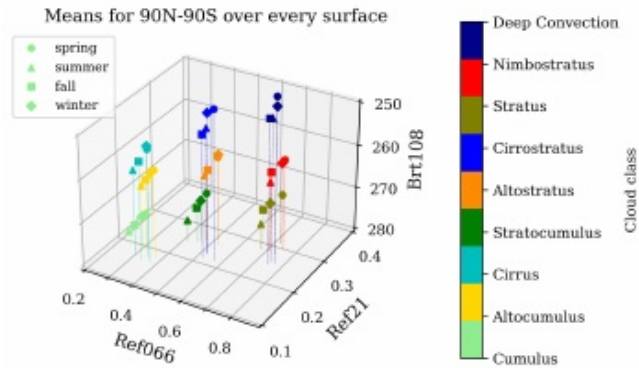 Means for 90N-90S over every surface
spring
summer
fall
winter
250
260
270
280
Brt108
0.4
0.3
0.2
0.1
Ref21
0.2
0.4
0.6
0.8
Ref066
Deep Convection
Nimbostratus
Stratus
Cirrostratus
Altostratus
Stratocumulus
Cirrus
Altocumulus
Cumulus
Cloud class